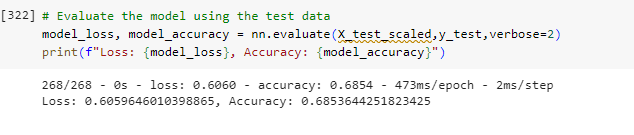 [322] # Evaluate the model using the test data
model_loss, model_accuracy = nn.evaluate(X_test_scaled,y_test,verbose=2)
print(f"Loss: {model_loss}, Accuracy: {model_accuracy}")
268/268 - 0s - loss: 0.6060 - accuracy: 0.6854 - 473ms/epoch - 2ms/step
Loss: 0.6059646010398865, Accuracy: 0.6853644251823425